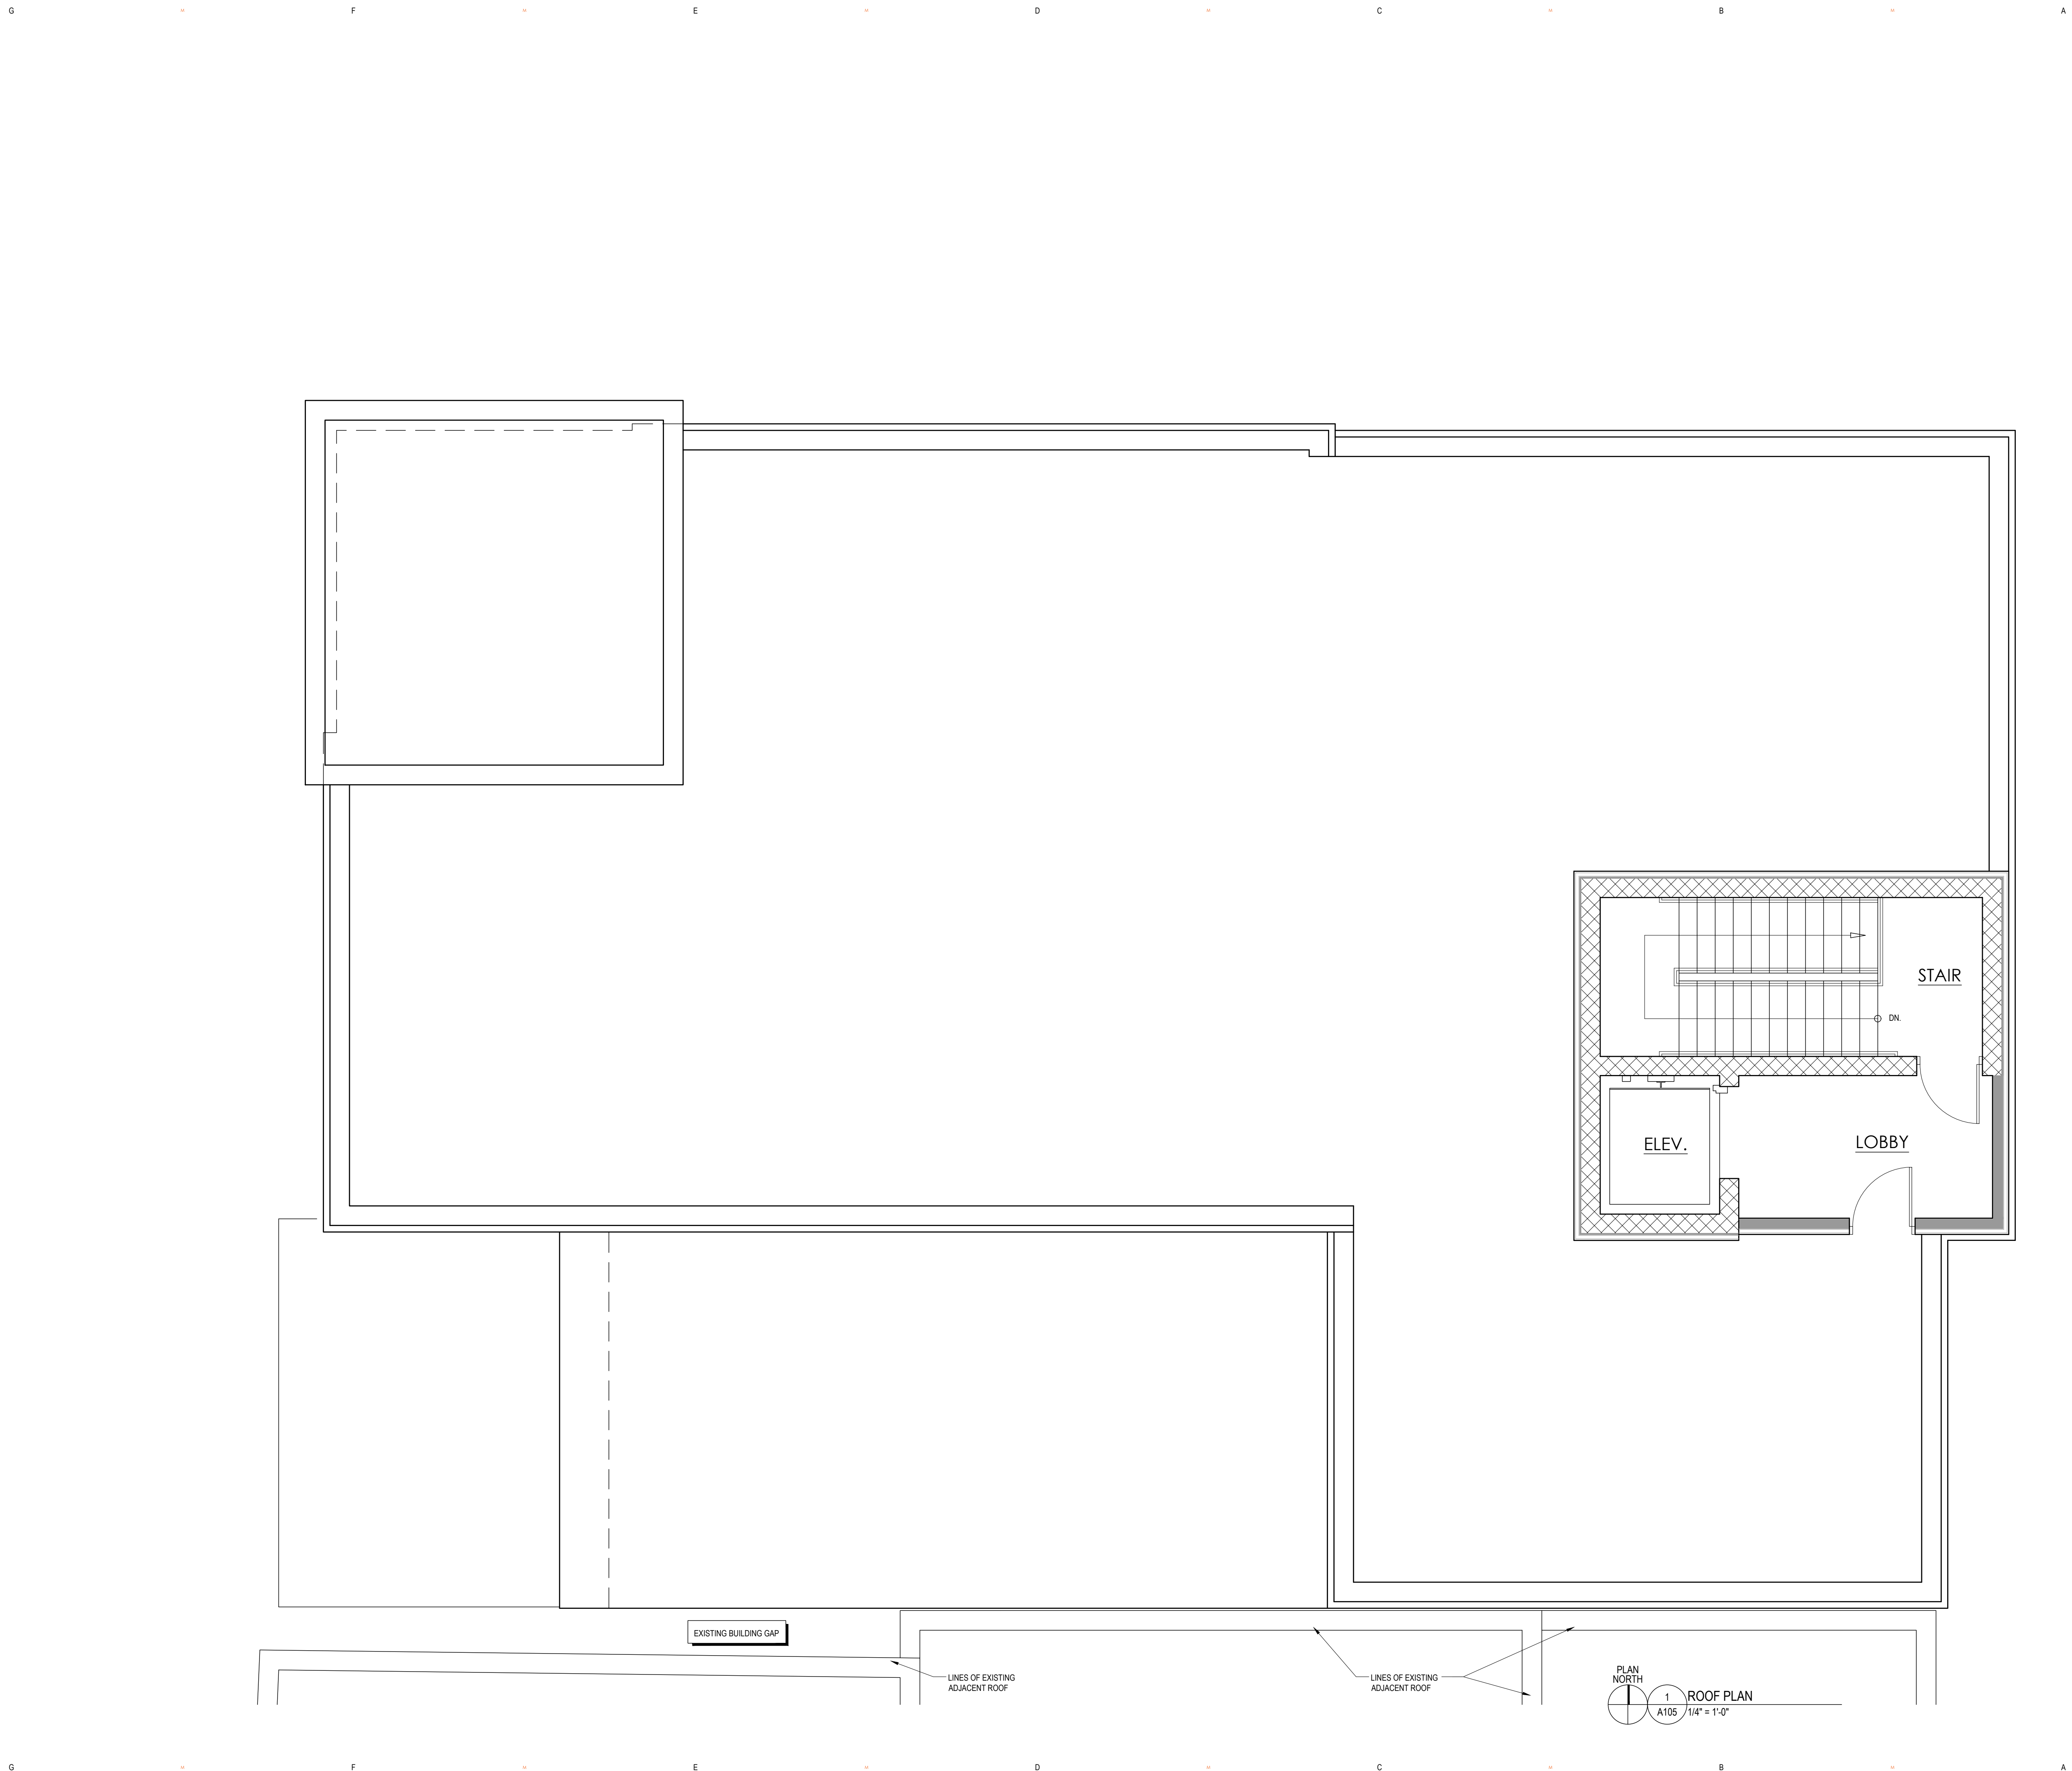 G F E D C B A
STAIR
DN.
ELEV.
LOBBY
EXISTING BUILDING GAP
LINES OF EXISTING
ADJACENT ROOF
LINES OF EXISTING
ADJACENT ROOF
PLAN
NORTH
1
A105
ROOF PLAN
1/4" = 1'-0"
G F E D C B A